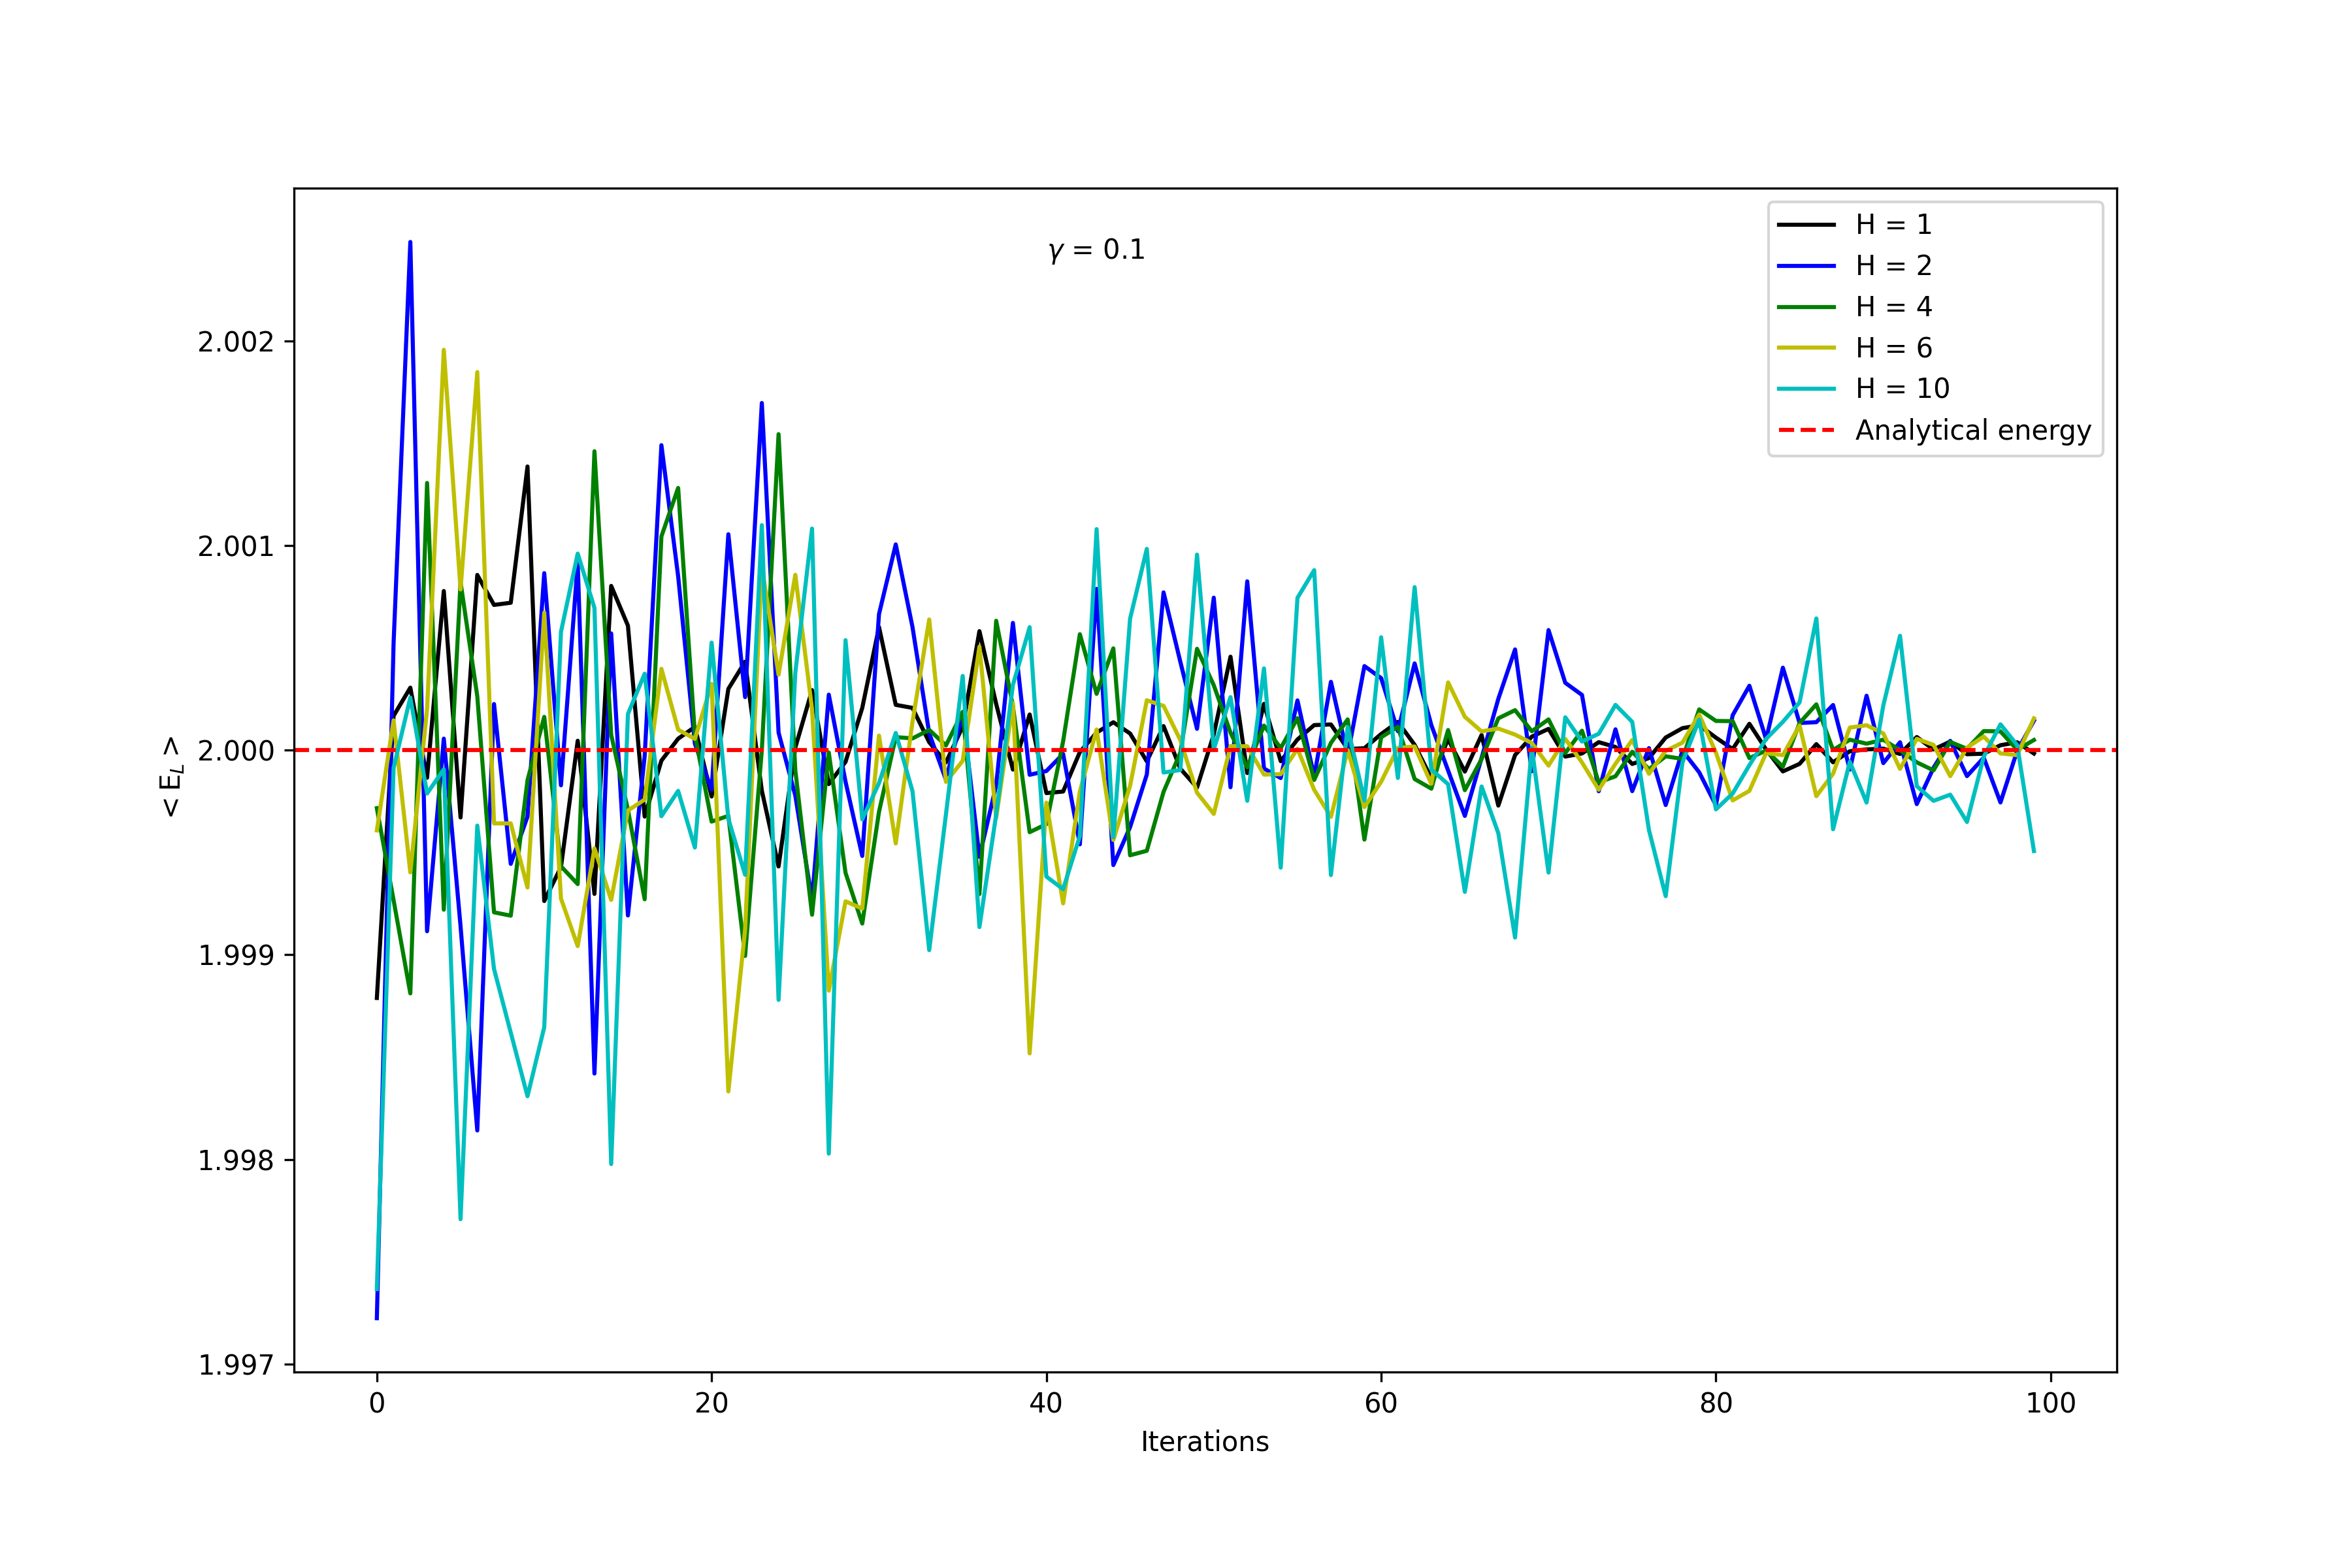 γ = 0.1
H = 1
H = 2
H = 4
H = 6
H = 10
Analytical energy
< E_L >
2.002
2.001
2.000
1.999
1.998
1.997
0 20 40 60 80 100
Iterations